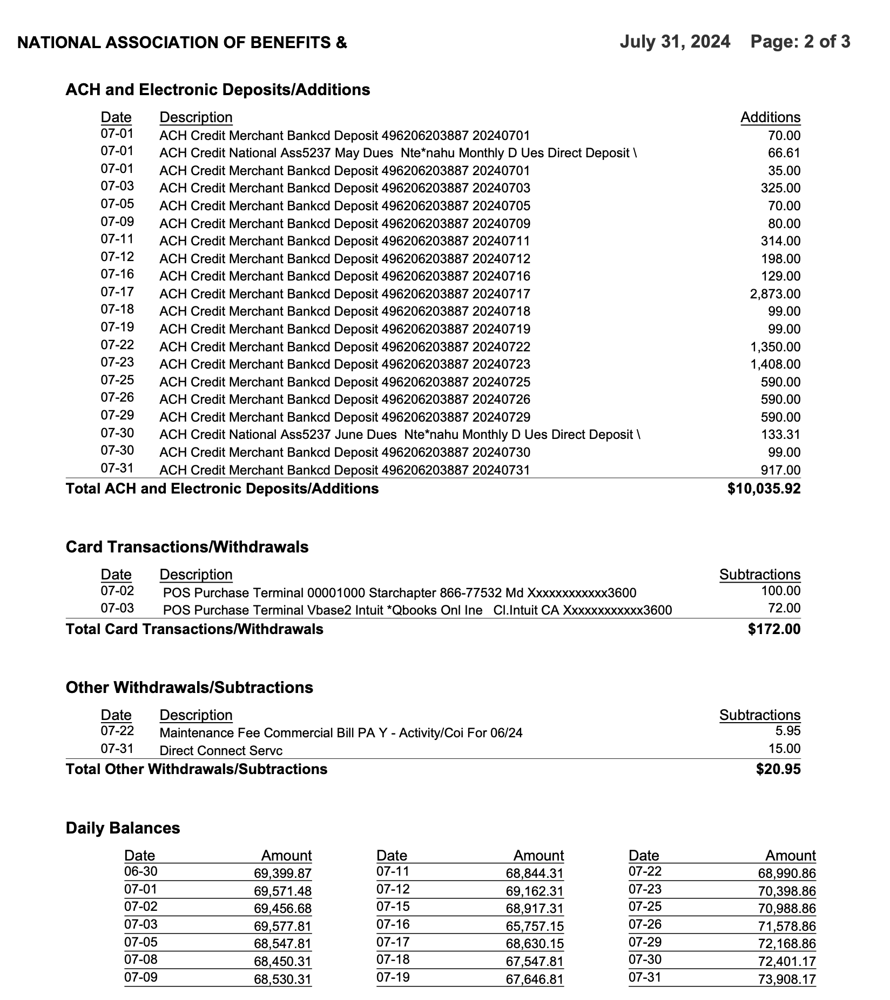 NATIONAL ASSOCIATION OF BENEFITS & July 31, 2024 Page: 2 of 3
ACH and Electronic Deposits/Additions
Date Description Additions
07-01 ACH Credit Merchant Bankcd Deposit 496206203887 20240701 70.00
07-01 ACH Credit National Ass5237 May Dues Nte*nahu Monthly D Ues Direct Deposit \ 66.61
07-01 ACH Credit Merchant Bankcd Deposit 496206203887 20240701 35.00
07-03 ACH Credit Merchant Bankcd Deposit 496206203887 20240703 325.00
07-05 ACH Credit Merchant Bankcd Deposit 496206203887 20240705 70.00
07-09 ACH Credit Merchant Bankcd Deposit 496206203887 20240709 80.00
07-11 ACH Credit Merchant Bankcd Deposit 496206203887 20240711 314.00
07-12 ACH Credit Merchant Bankcd Deposit 496206203887 20240712 198.00
07-16 ACH Credit Merchant Bankcd Deposit 496206203887 20240716 129.00
07-17 ACH Credit Merchant Bankcd Deposit 496206203887 20240717 2,873.00
07-18 ACH Credit Merchant Bankcd Deposit 496206203887 20240718 99.00
07-19 ACH Credit Merchant Bankcd Deposit 496206203887 20240719 99.00
07-22 ACH Credit Merchant Bankcd Deposit 496206203887 20240722 1,350.00
07-23 ACH Credit Merchant Bankcd Deposit 496206203887 20240723 1,408.00
07-25 ACH Credit Merchant Bankcd Deposit 496206203887 20240725 590.00
07-26 ACH Credit Merchant Bankcd Deposit 496206203887 20240726 590.00
07-29 ACH Credit Merchant Bankcd Deposit 496206203887 20240729 590.00
07-30 ACH Credit National Ass5237 June Dues Nte*nahu Monthly D Ues Direct Deposit \ 133.31
07-30 ACH Credit Merchant Bankcd Deposit 496206203887 20240730 99.00
07-31 ACH Credit Merchant Bankcd Deposit 496206203887 20240731 917.00
Total ACH and Electronic Deposits/Additions $10,035.92
Card Transactions/Withdrawals
Date Description Subtractions
07-02 POS Purchase Terminal 00001000 Starchapter 866-77532 Md Xxxxxxxxxxxx3600 100.00
07-03 POS Purchase Terminal Vbase2 Intuit *Qbooks Onl Ine Cl.Intuit CA Xxxxxxxxxxxx3600 72.00
Total Card Transactions/Withdrawals $172.00
Other Withdrawals/Subtractions
Date Description Subtractions
07-22 Maintenance Fee Commercial Bill PA Y - Activity/Coi For 06/24 5.95
07-31 Direct Connect Servc 15.00
Total Other Withdrawals/Subtractions $20.95
Daily Balances
Date Amount Date Amount Date Amount
06-30 69,399.87 07-11 68,844.31 07-22 68,990.86
07-01 69,571.48 07-12 69,162.31 07-23 70,398.86
07-02 69,456.68 07-15 68,917.31 07-25 70,988.86
07-03 69,577.81 07-16 65,757.15 07-26 71,578.86
07-05 68,547.81 07-17 68,630.15 07-29 72,168.86
07-08 68,450.31 07-18 67,547.81 07-30 72,401.17
07-09 68,530.31 07-19 67,646.81 07-31 73,908.17